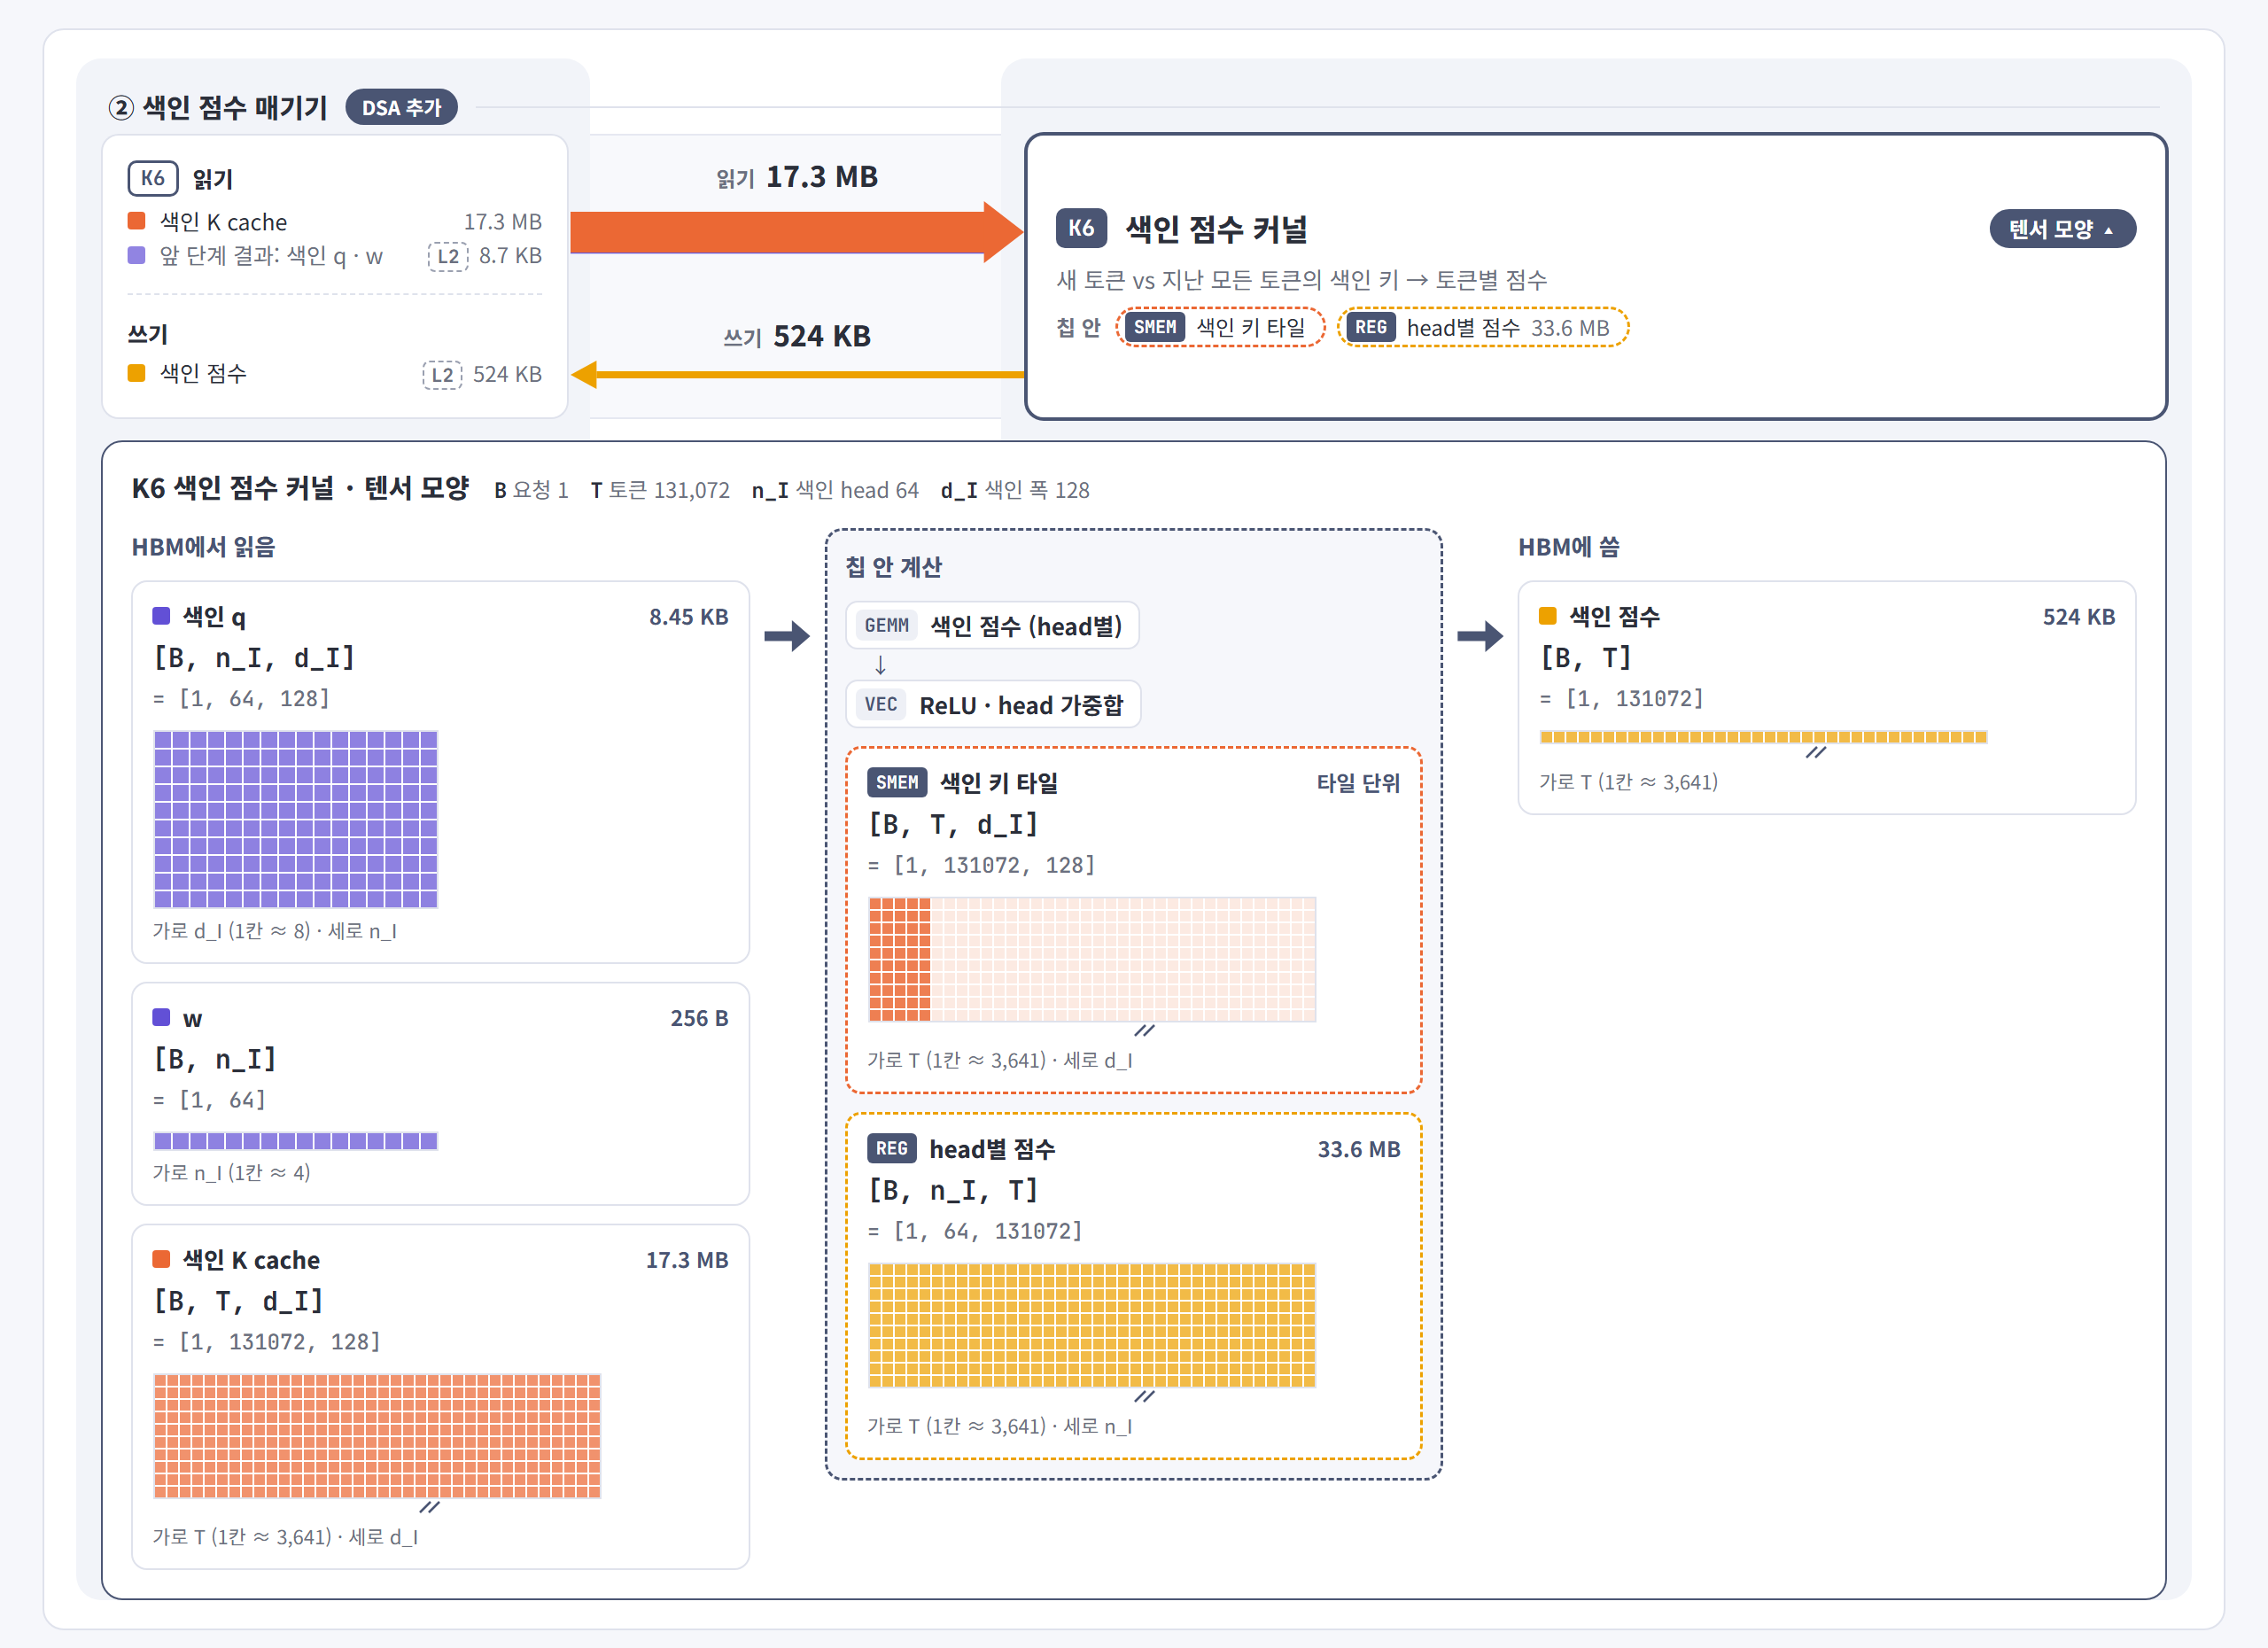 ② 색인 점수 매기기 DSA 추가
K6 읽기
색인 K cache 17.3 MB
앞 단계 결과: 색인 q · w L2 8.7 KB
쓰기
색인 점수 L2 524 KB
읽기 17.3 MB
쓰기 524 KB
K6 색인 점수 커널 텐서 모양 ▲
새 토큰 vs 지난 모든 토큰의 색인 키 → 토큰별 점수
칩 안 SMEM 색인 키 타일 REG head별 점수 33.6 MB
K6 색인 점수 커널 · 텐서 모양 B 요청 1 T 토큰 131,072 n_I 색인 head 64 d_I 색인 폭 128
HBM에서 읽음
색인 q 8.45 KB
[B, n_I, d_I]
= [1, 64, 128]
가로 d_I (1칸 ≈ 8) · 세로 n_I
w 256 B
[B, n_I]
= [1, 64]
가로 n_I (1칸 ≈ 4)
색인 K cache 17.3 MB
[B, T, d_I]
= [1, 131072, 128]
가로 T (1칸 ≈ 3,641) · 세로 d_I
칩 안 계산
GEMM 색인 점수 (head별)
↓
VEC ReLU · head 가중합
SMEM 색인 키 타일 타일 단위
[B, T, d_I]
= [1, 131072, 128]
가로 T (1칸 ≈ 3,641) · 세로 d_I
REG head별 점수 33.6 MB
[B, n_I, T]
= [1, 64, 131072]
가로 T (1칸 ≈ 3,641) · 세로 n_I
HBM에 씀
색인 점수 524 KB
[B, T]
= [1, 131072]
가로 T (1칸 ≈ 3,641)